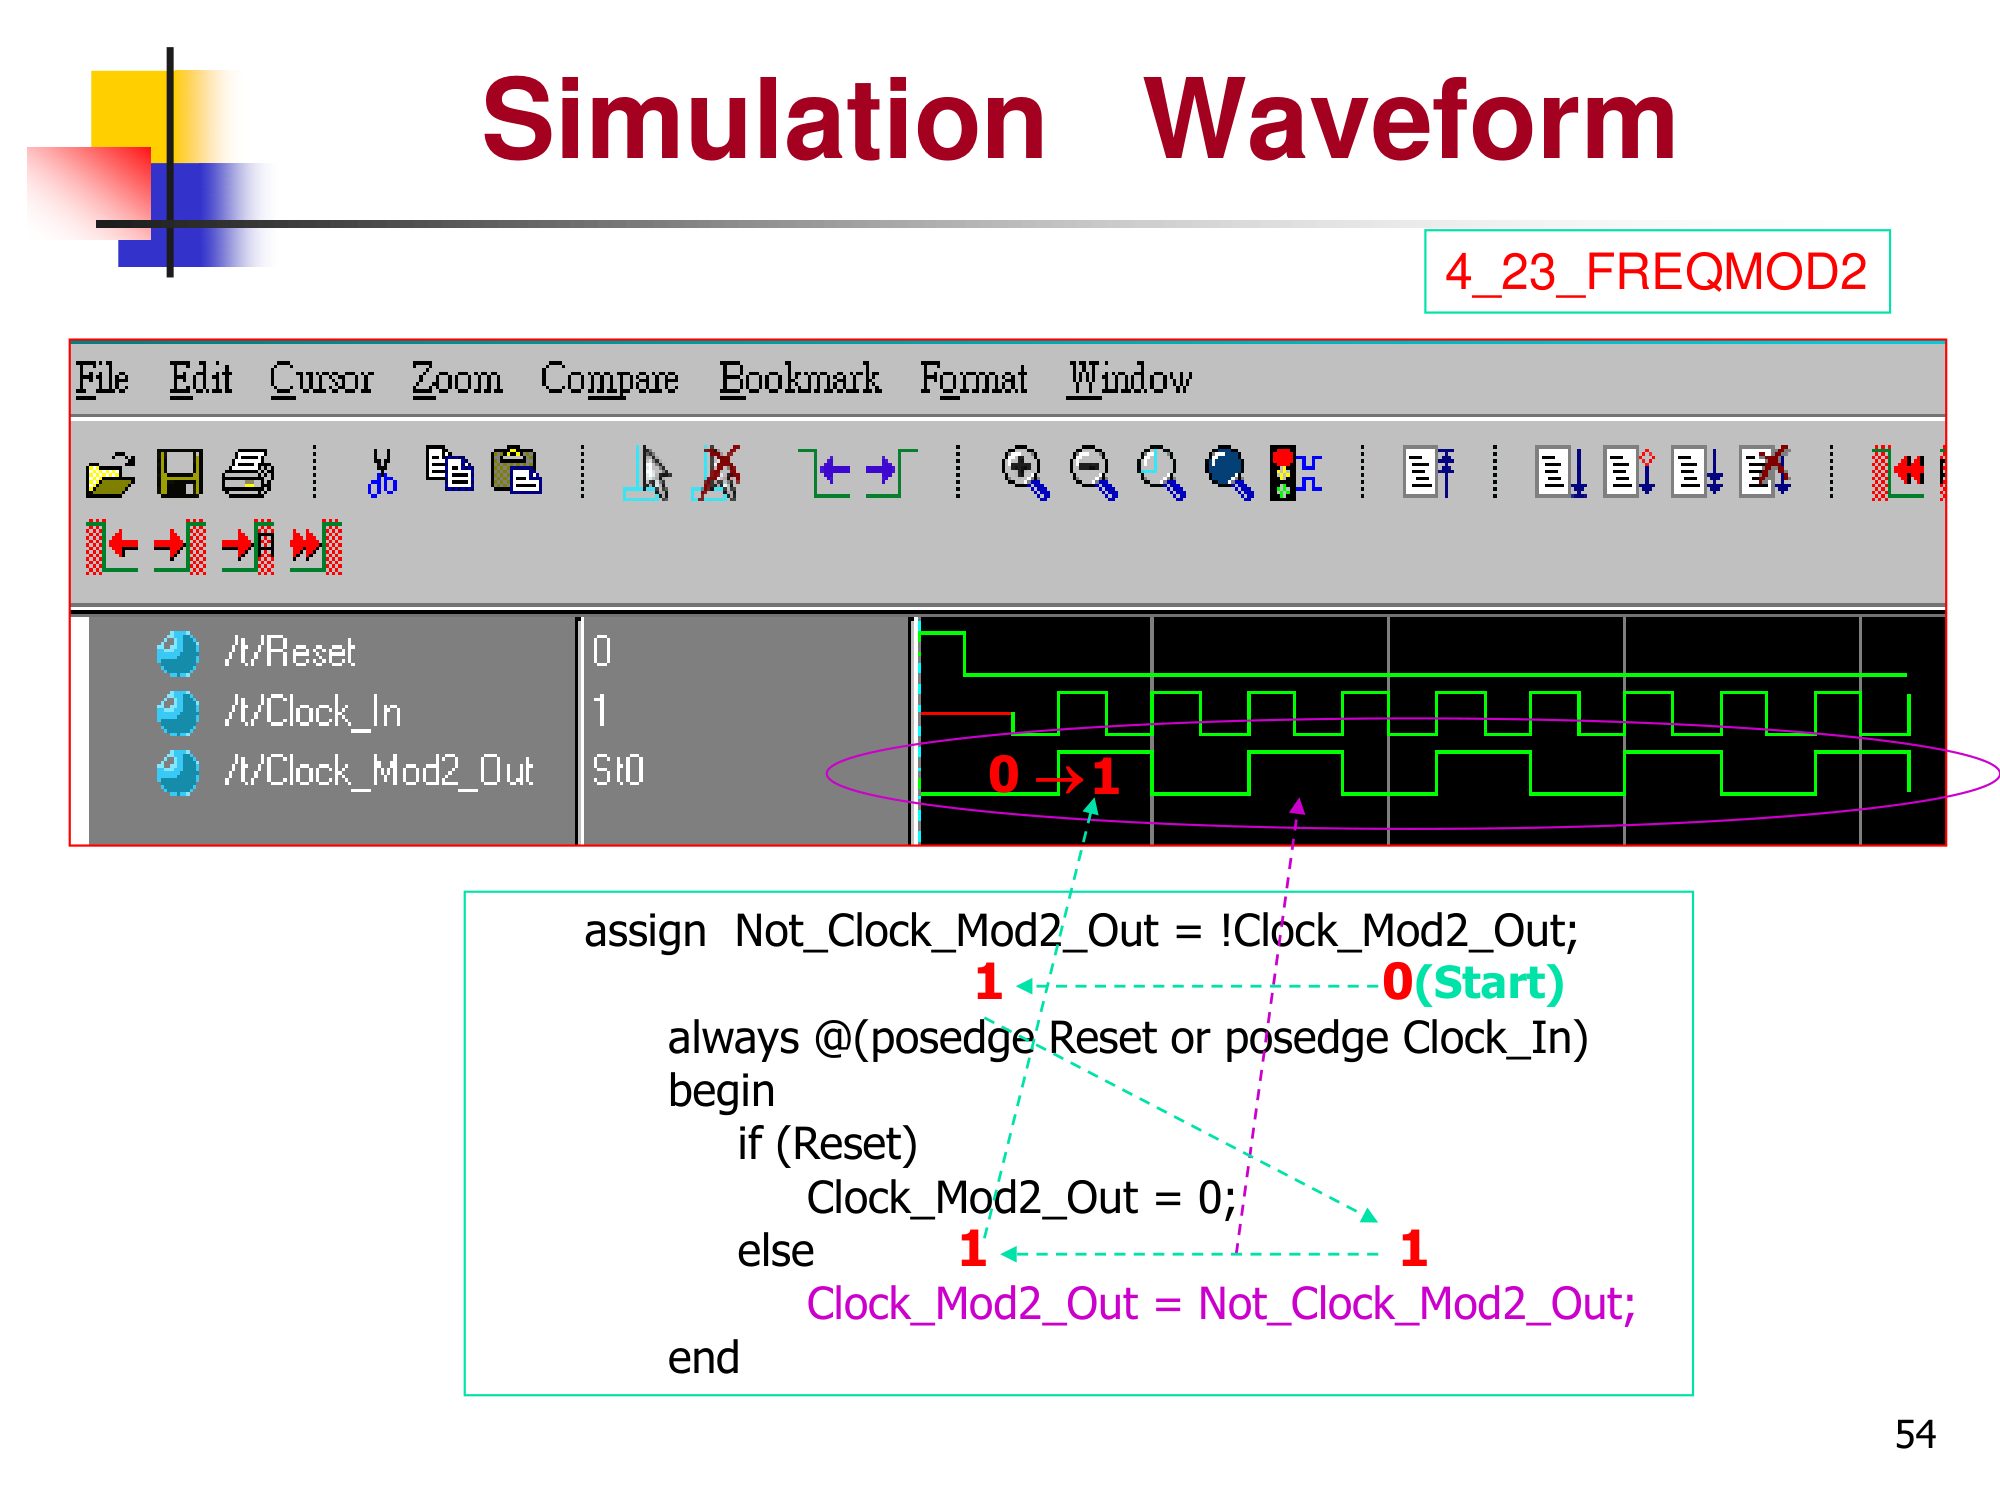 Simulation Waveform
4_23_FREQMOD2
File Edit Cursor Zoom Compare Bookmark Format Window
/t/Reset 0
/t/Clock_In 1
/t/Clock_Mod2_Out St0
0 →1
assign Not_Clock_Mod2_Out = !Clock_Mod2_Out;
1 0(Start)
always @(posedge Reset or posedge Clock_In)
begin
if (Reset)
Clock_Mod2_Out = 0;
else 1 1
Clock_Mod2_Out = Not_Clock_Mod2_Out;
end
54